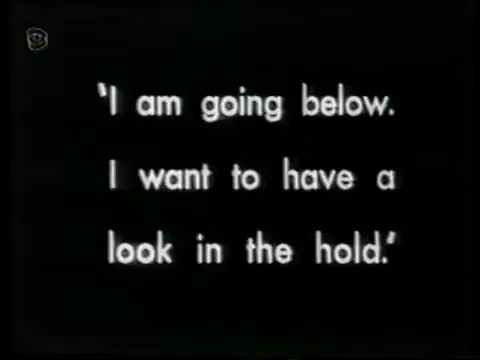 'I am going below.
I want to have a
look in the hold.'